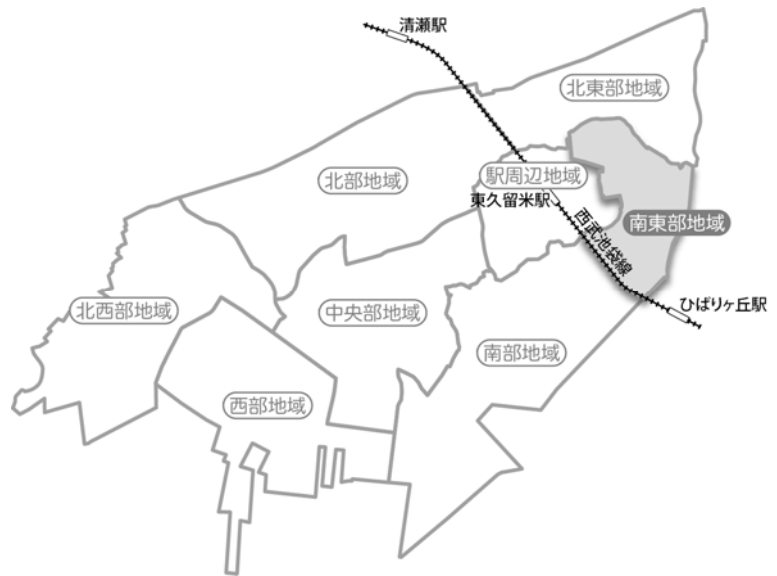 清瀬駅
北東部地域
北部地域
駅周辺地域
東久留米駅
西武池袋線
南東部地域
北西部地域
中央部地域
ひばりヶ丘駅
南部地域
西部地域